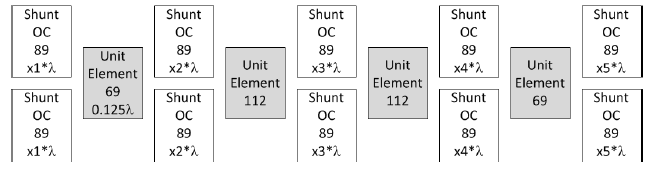 Shunt
OC
89
x1*λ
Shunt
OC
89
x2*λ
Shunt
OC
89
x3*λ
Shunt
OC
89
x4*λ
Shunt
OC
89
x5*λ
Unit
Element
69
0.125λ
Unit
Element
112
Unit
Element
112
Unit
Element
69
Shunt
OC
89
x1*λ
Shunt
OC
89
x2*λ
Shunt
OC
89
x3*λ
Shunt
OC
89
x4*λ
Shunt
OC
89
x5*λ